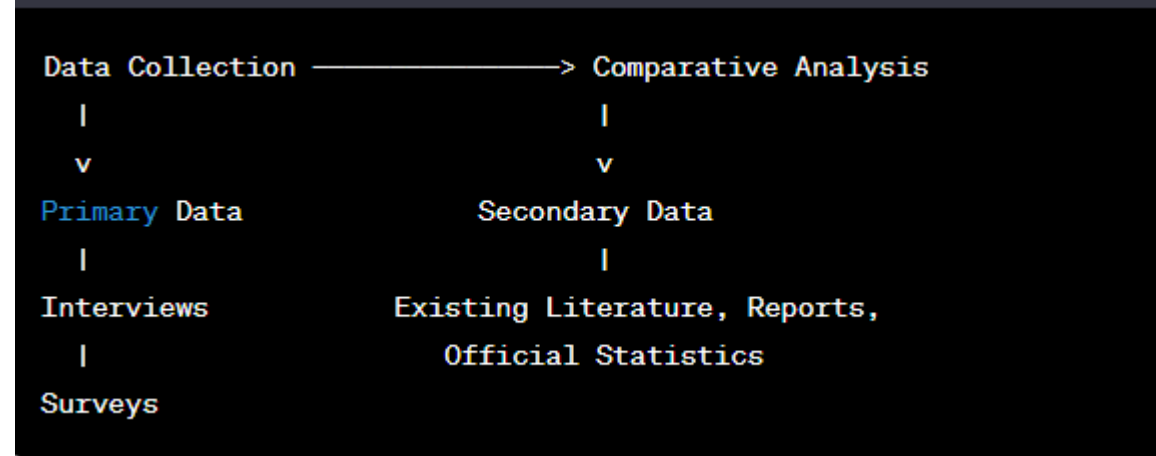 Data Collection ──────────────> Comparative Analysis
| |
v v
Primary Data Secondary Data
| |
Interviews Existing Literature, Reports,
| Official Statistics
Surveys